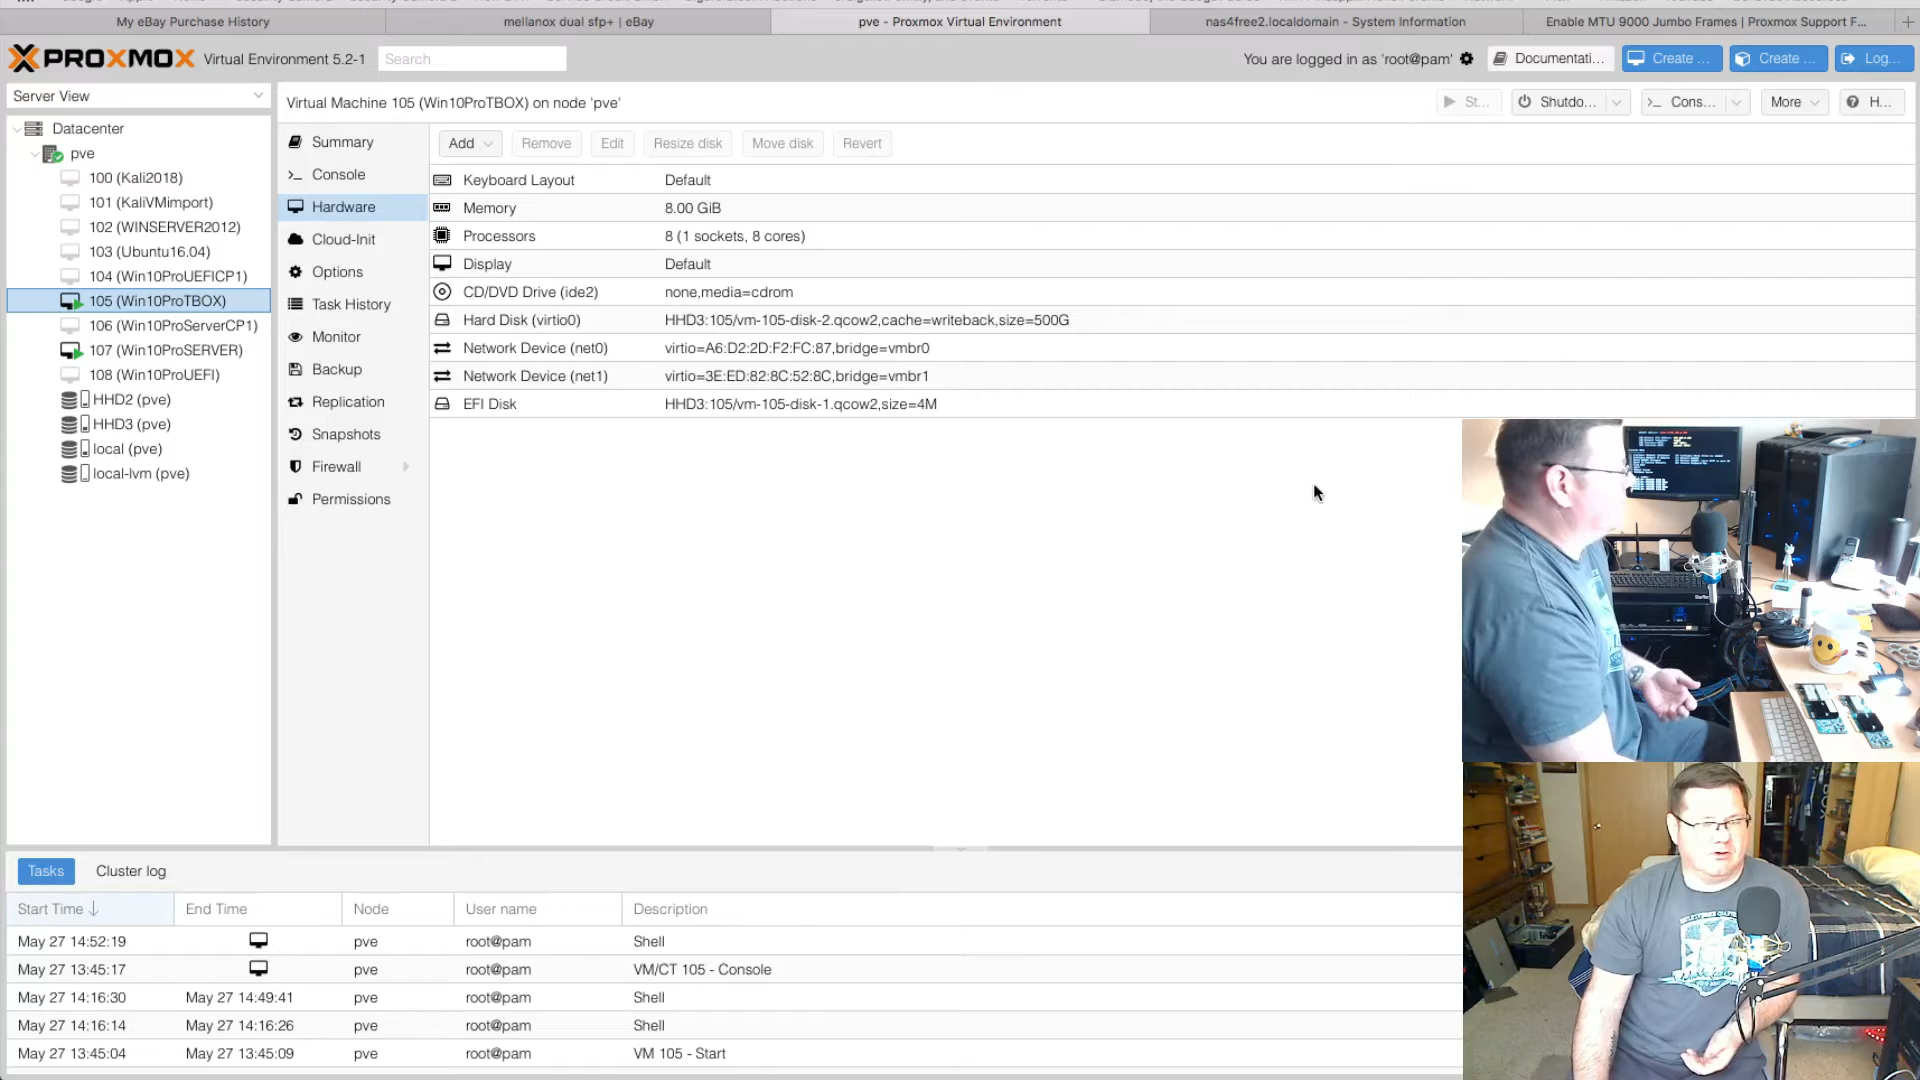 My eBay Purchase History
mellanox dual sfp+ | eBay
pve - Proxmox Virtual Environment
nas4free2.localdomain - System Information
Enable MTU 9000 Jumbo Frames | Proxmox Support F...
PROXMOX Virtual Environment 5.2-1
Search
You are logged in as 'root@pam'
Documentati...
Create ...
Create ...
Log...
Server View
Virtual Machine 105 (Win10ProTBOX) on node 'pve'
St...
Shutdo...
Cons...
More
H...
Datacenter
pve
100 (Kali2018)
101 (KaliVMimport)
102 (WINSERVER2012)
103 (Ubuntu16.04)
104 (Win10ProUEFICP1)
105 (Win10ProTBOX)
106 (Win10ProServerCP1)
107 (Win10ProSERVER)
108 (Win10ProUEFI)
HHD2 (pve)
HHD3 (pve)
local (pve)
local-lvm (pve)
Summary
Console
Hardware
Cloud-Init
Options
Task History
Monitor
Backup
Replication
Snapshots
Firewall
Permissions
Add
Remove
Edit
Resize disk
Move disk
Revert
Keyboard Layout Default
Memory 8.00 GiB
Processors 8 (1 sockets, 8 cores)
Display Default
CD/DVD Drive (ide2) none,media=cdrom
Hard Disk (virtio0) HHD3:105/vm-105-disk-2.qcow2,cache=writeback,size=500G
Network Device (net0) virtio=A6:D2:2D:F2:FC:87,bridge=vmbr0
Network Device (net1) virtio=3E:ED:82:8C:52:8C,bridge=vmbr1
EFI Disk HHD3:105/vm-105-disk-1.qcow2,size=4M
Tasks
Cluster log
Start Time End Time Node User name Description
May 27 14:52:19 pve root@pam Shell
May 27 13:45:17 pve root@pam VM/CT 105 - Console
May 27 14:16:30 May 27 14:49:41 pve root@pam Shell
May 27 14:16:14 May 27 14:16:26 pve root@pam Shell
May 27 13:45:04 May 27 13:45:09 pve root@pam VM 105 - Start